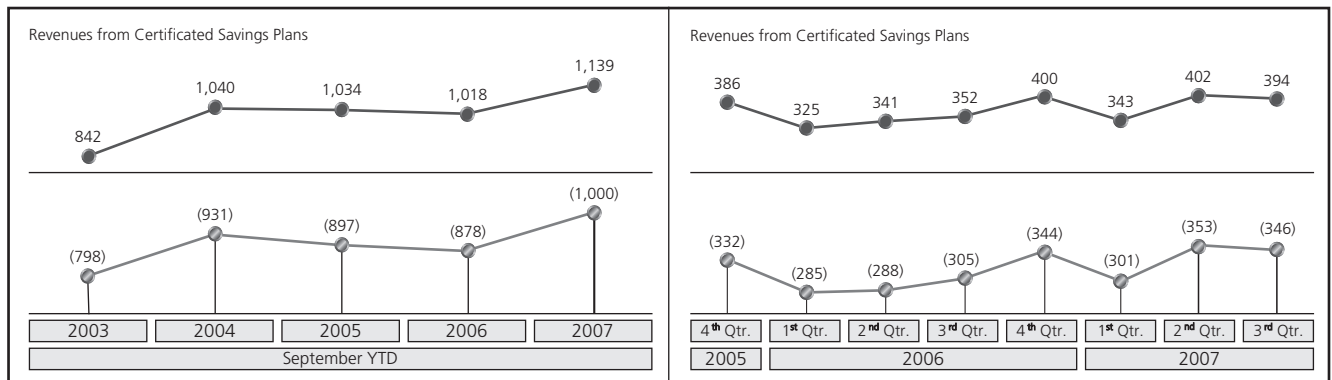 Revenues from Certificated Savings Plans
842 1,040 1,034 1,018 1,139
(798) (931) (897) (878) (1,000)
2003 2004 2005 2006 2007
September YTD
Revenues from Certificated Savings Plans
386 325 341 352 400 343 402 394
(332) (285) (288) (305) (344) (301) (353) (346)
4th Qtr. 1st Qtr. 2nd Qtr. 3rd Qtr. 4th Qtr. 1st Qtr. 2nd Qtr. 3rd Qtr.
2005 2006 2007